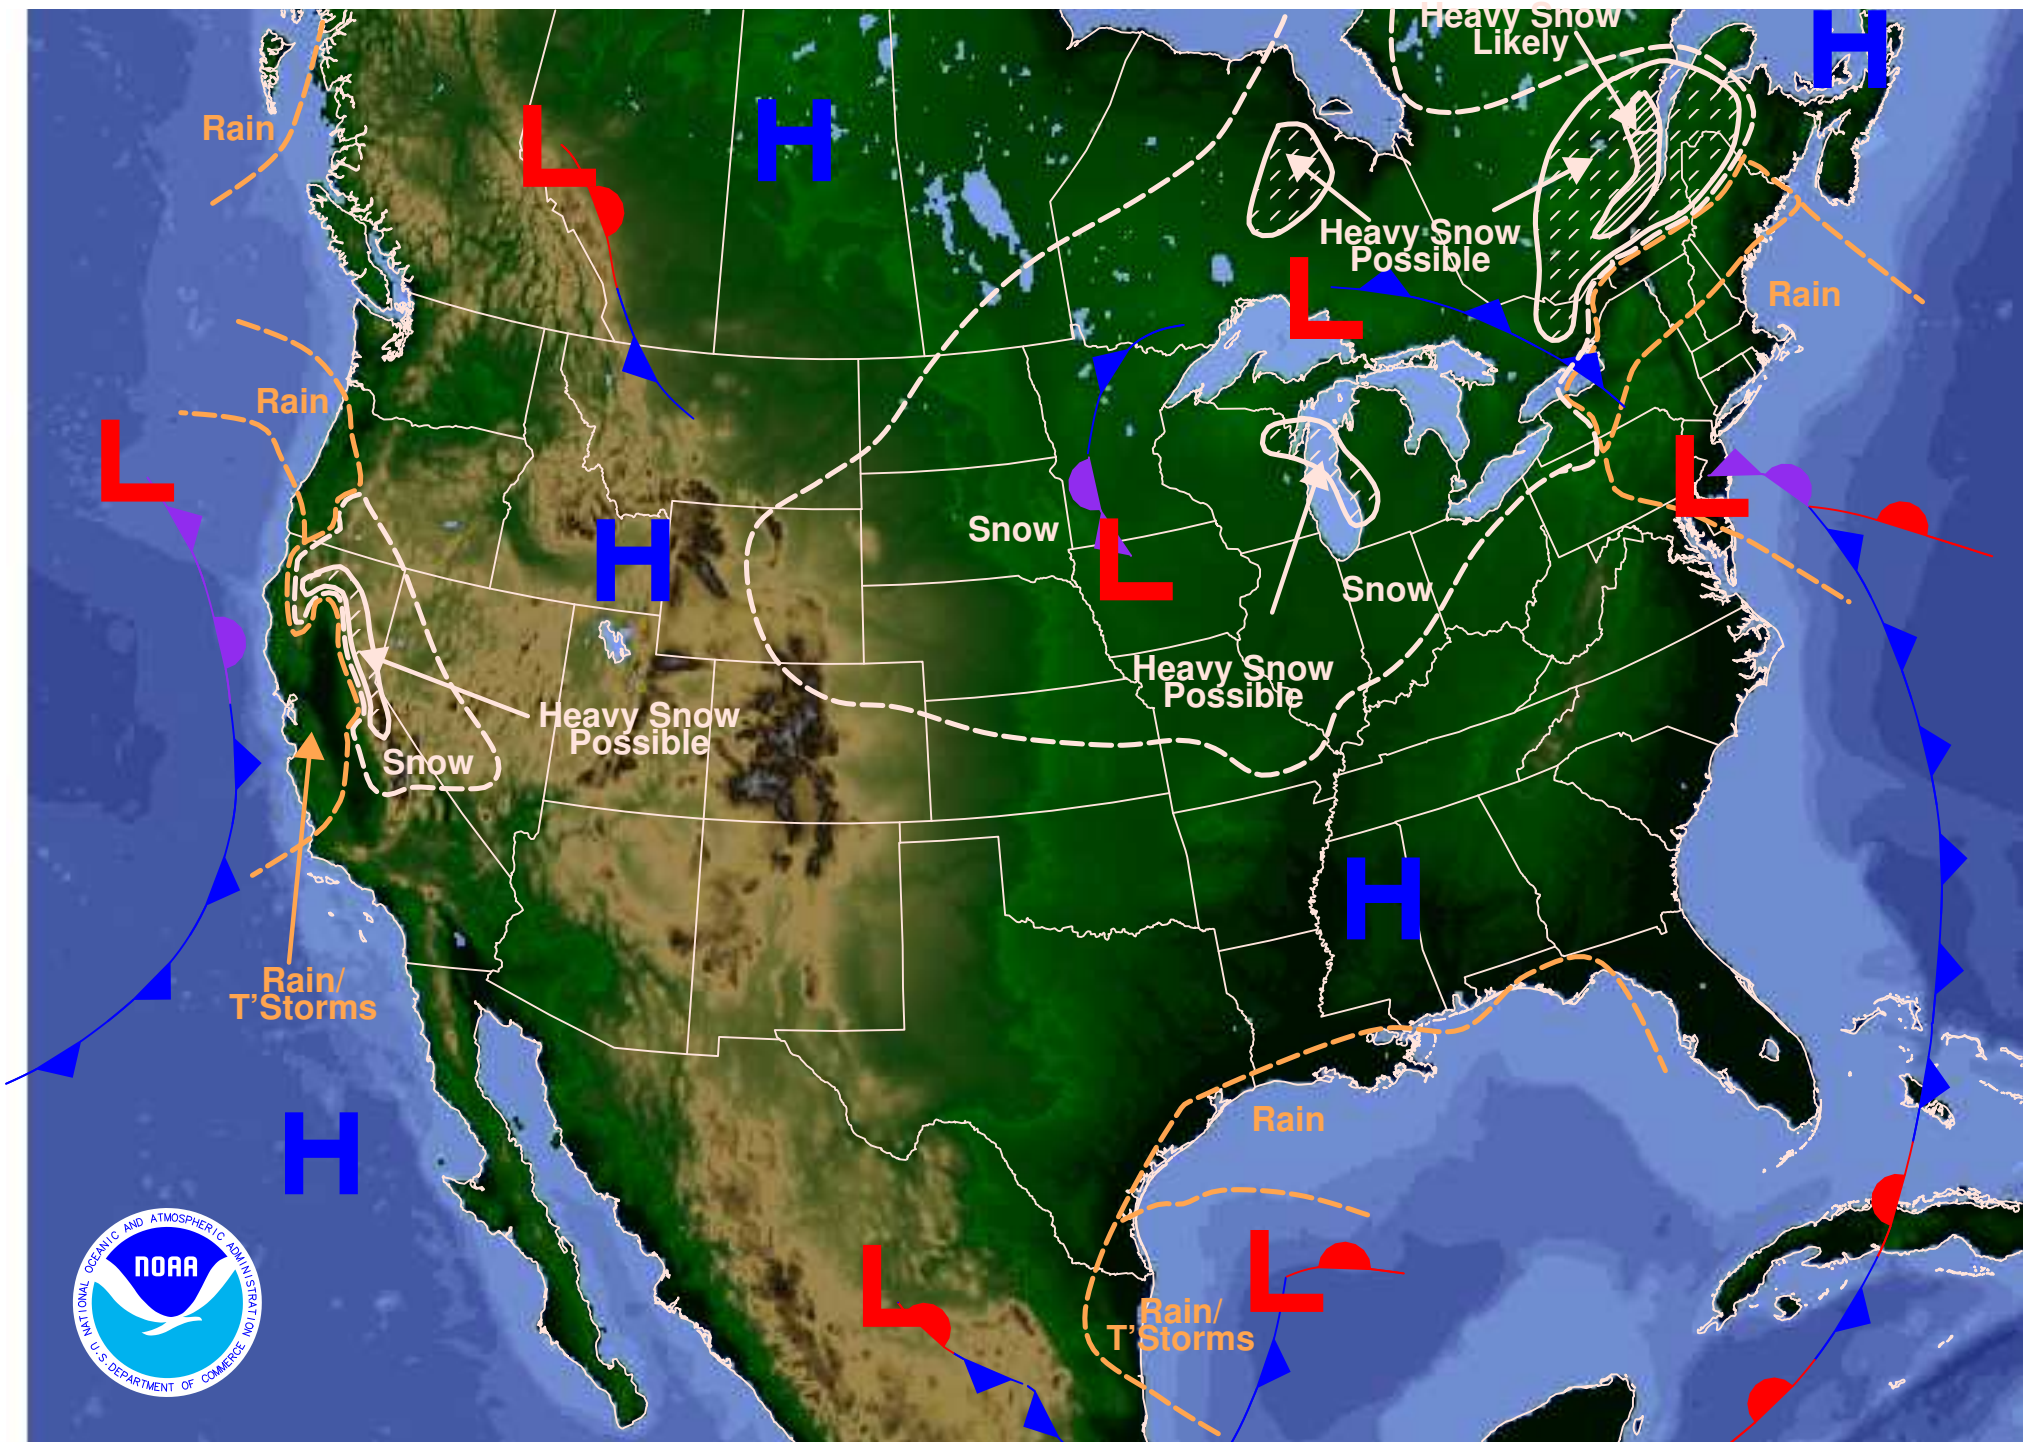 Heavy Snow
Likely
H
Rain
L
H
Heavy Snow
Possible
L
Rain
Rain
L
L
Snow
H
L
Snow
Heavy Snow
Possible
Heavy Snow
Possible
Snow
H
Rain/
T'Storms
Rain
H
L
L
Rain/
T'Storms
NATIONAL OCEANIC AND ATMOSPHERIC ADMINISTRATION
NOAA
U.S. DEPARTMENT OF COMMERCE